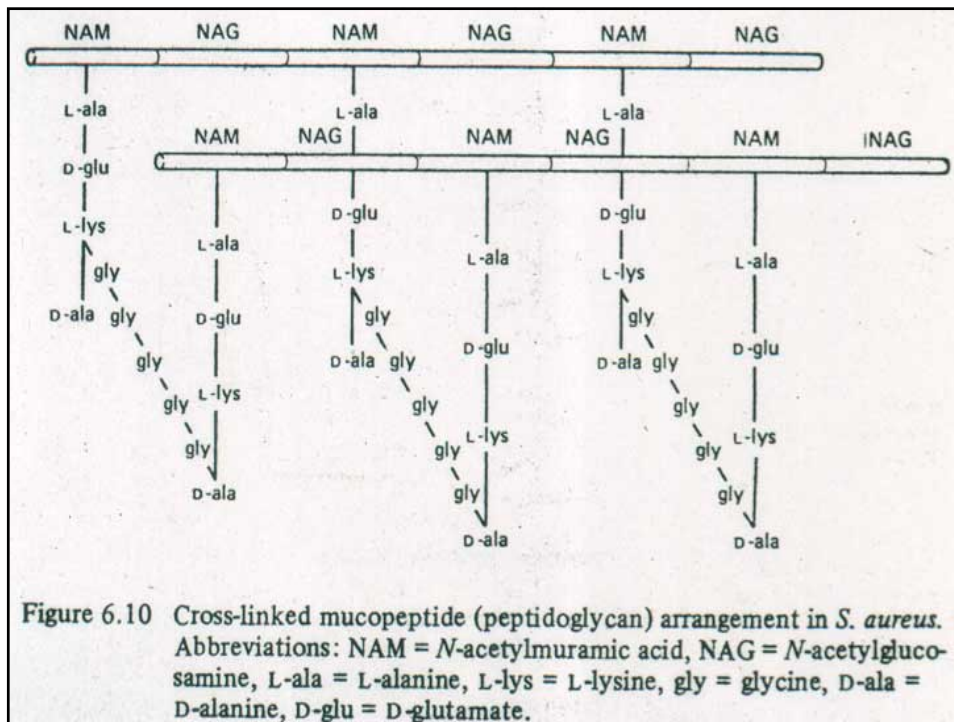 NAM NAG NAM NAG NAM NAG
L-ala L-ala L-ala
NAM NAG NAM NAG NAM INAG
D-glu
D-glu D-glu
L-lys
L-ala
L-ala L-ala
gly L-lys L-lys
D-ala gly D-glu gly gly
D-glu D-glu
gly D-ala gly D-ala gly
L-lys
gly gly gly
L-lys L-lys
gly gly gly
D-ala gly gly
D-ala D-ala
Figure 6.10 Cross-linked mucopeptide (peptidoglycan) arrangement in S. aureus.
Abbreviations: NAM = N-acetylmuramic acid, NAG = N-acetylgluco-
samine, L-ala = L-alanine, L-lys = L-lysine, gly = glycine, D-ala =
D-alanine, D-glu = D-glutamate.